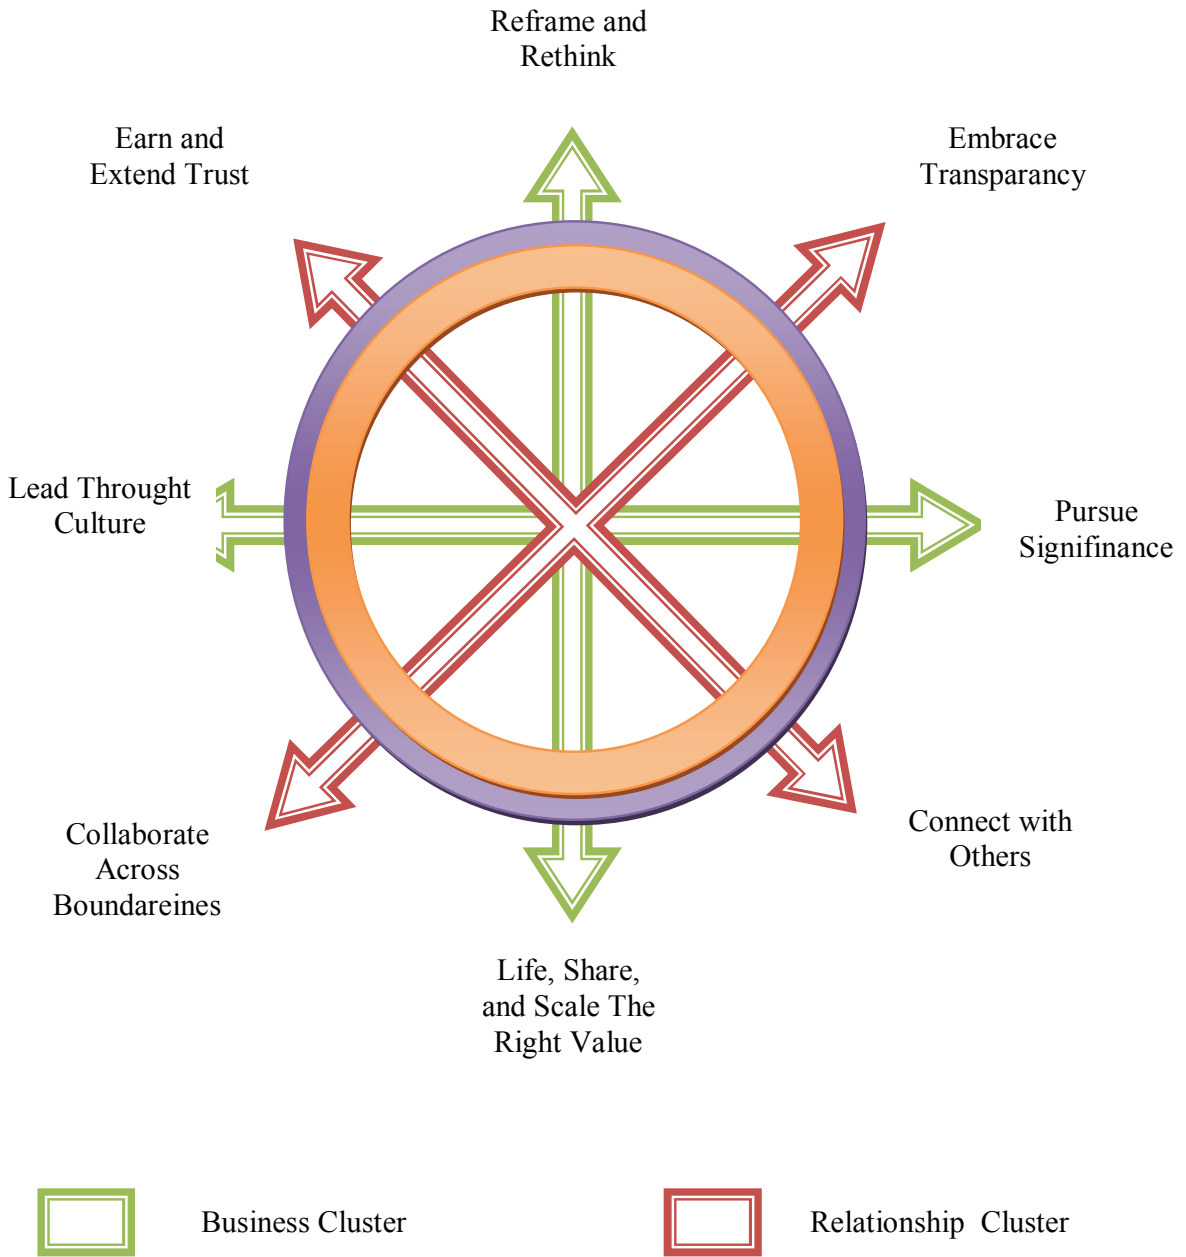 Reframe and
Rethink
Earn and
Extend Trust
Embrace
Transparancy
Lead Throught
Culture
Pursue
Signifinance
Collaborate
Across
Boundareines
Connect with
Others
Life, Share,
and Scale The
Right Value
Business Cluster
Relationship Cluster